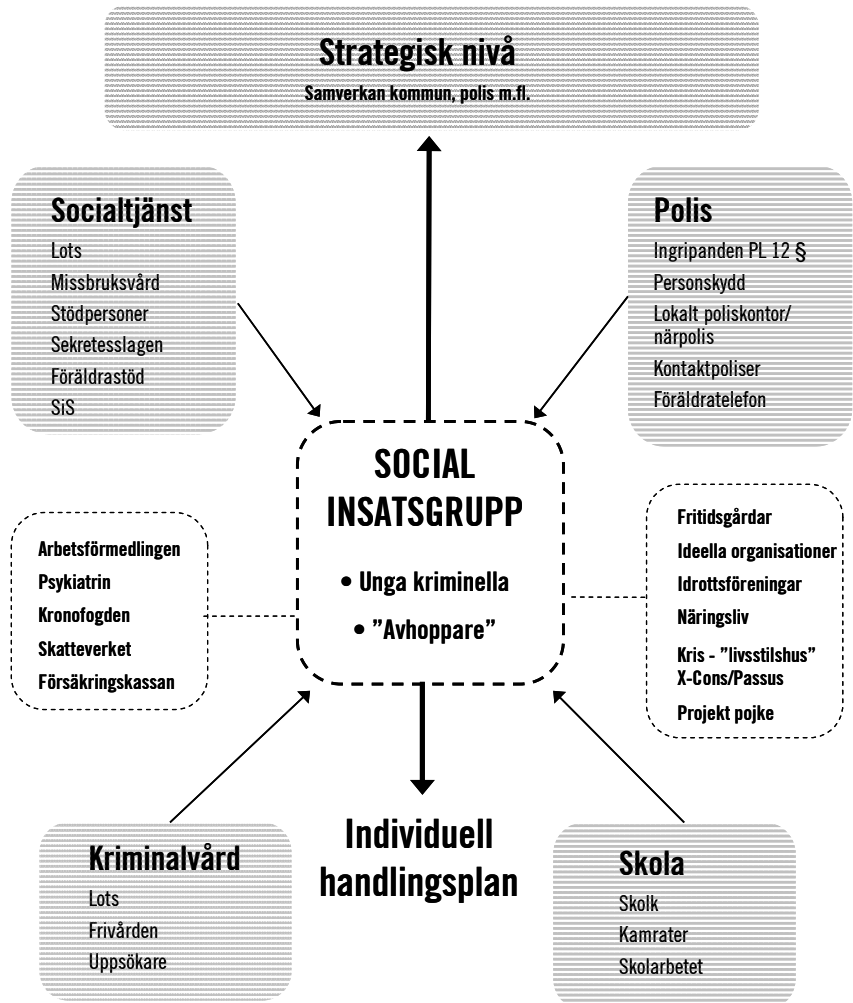 Strategisk nivå
Samverkan kommun, polis m.fl.
Socialtjänst
Lots
Missbruksvård
Stödpersoner
Sekretesslagen
Föräldrastöd
SiS
Polis
Ingripanden PL 12 §
Personskydd
Lokalt poliskontor/
närpolis
Kontaktpoliser
Föräldratelefon
SOCIAL
INSATSGRUPP
• Unga kriminella
• ”Avhoppare”
Arbetsförmedlingen
Psykiatrin
Kronofogden
Skatteverket
Försäkringskassan
Fritidsgårdar
Ideella organisationer
Idrottsföreningar
Näringsliv
Kris - ”livsstilshus”
X-Cons/Passus
Projekt pojke
Kriminalvård
Lots
Frivården
Uppsökare
Individuell
handlingsplan
Skola
Skolk
Kamrater
Skolarbetet